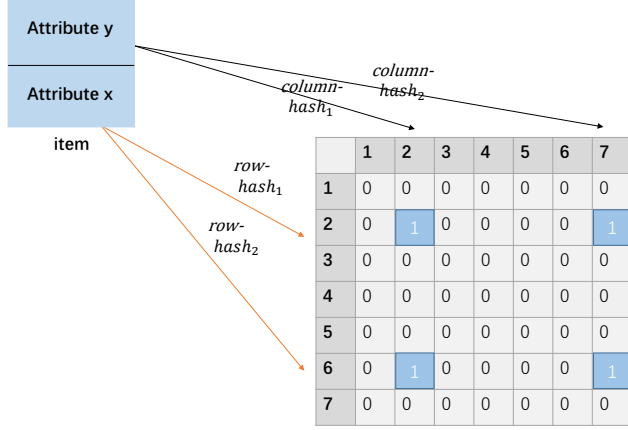 Attribute y
Attribute x
item
column-
hash₁
column-
hash₂
row-
hash₁
row-
hash₂
1 2 3 4 5 6 7
1 0 0 0 0 0 0 0
2 0 1 0 0 0 0 1
3 0 0 0 0 0 0 0
4 0 0 0 0 0 0 0
5 0 0 0 0 0 0 0
6 0 1 0 0 0 0 1
7 0 0 0 0 0 0 0